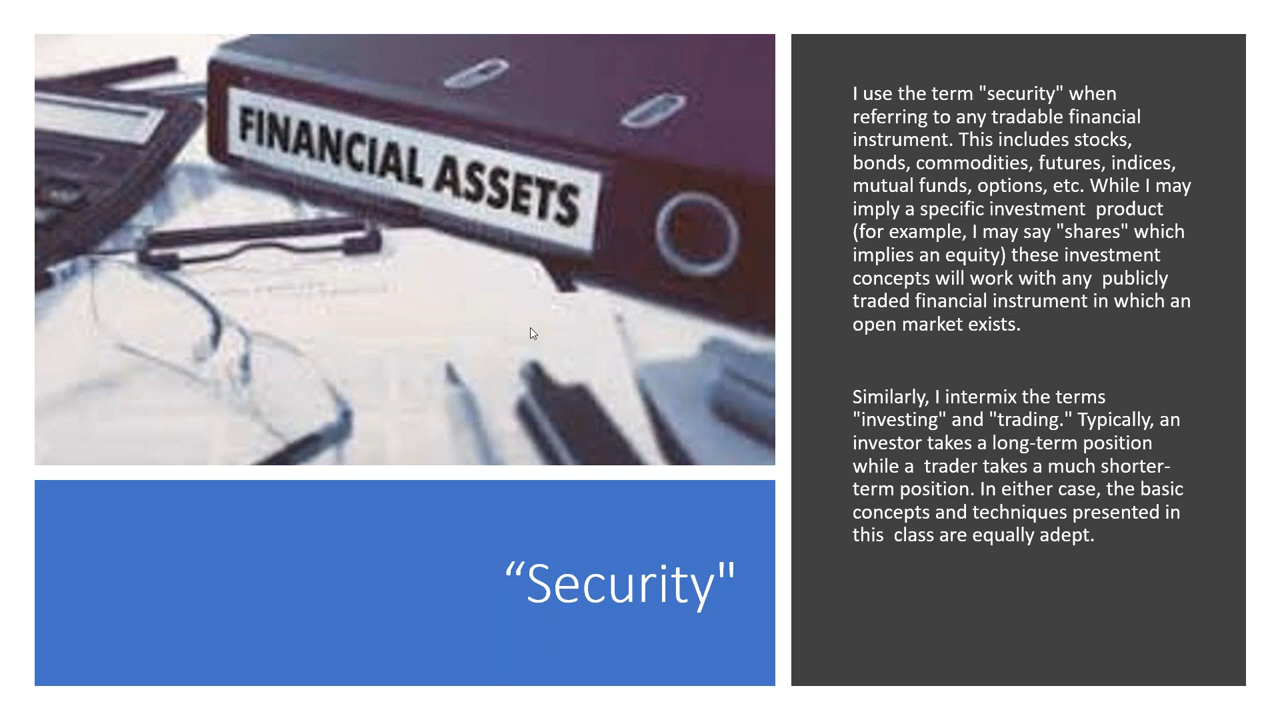 FINANCIAL ASSETS
“Security"
I use the term "security" when
referring to any tradable financial
instrument. This includes stocks,
bonds, commodities, futures, indices,
mutual funds, options, etc. While I may
imply a specific investment  product
(for example, I may say "shares" which
implies an equity) these investment
concepts will work with any  publicly
traded financial instrument in which an
open market exists.
Similarly, I intermix the terms
"investing" and "trading." Typically, an
investor takes a long-term position
while a  trader takes a much shorter-
term position. In either case, the basic
concepts and techniques presented in
this  class are equally adept.